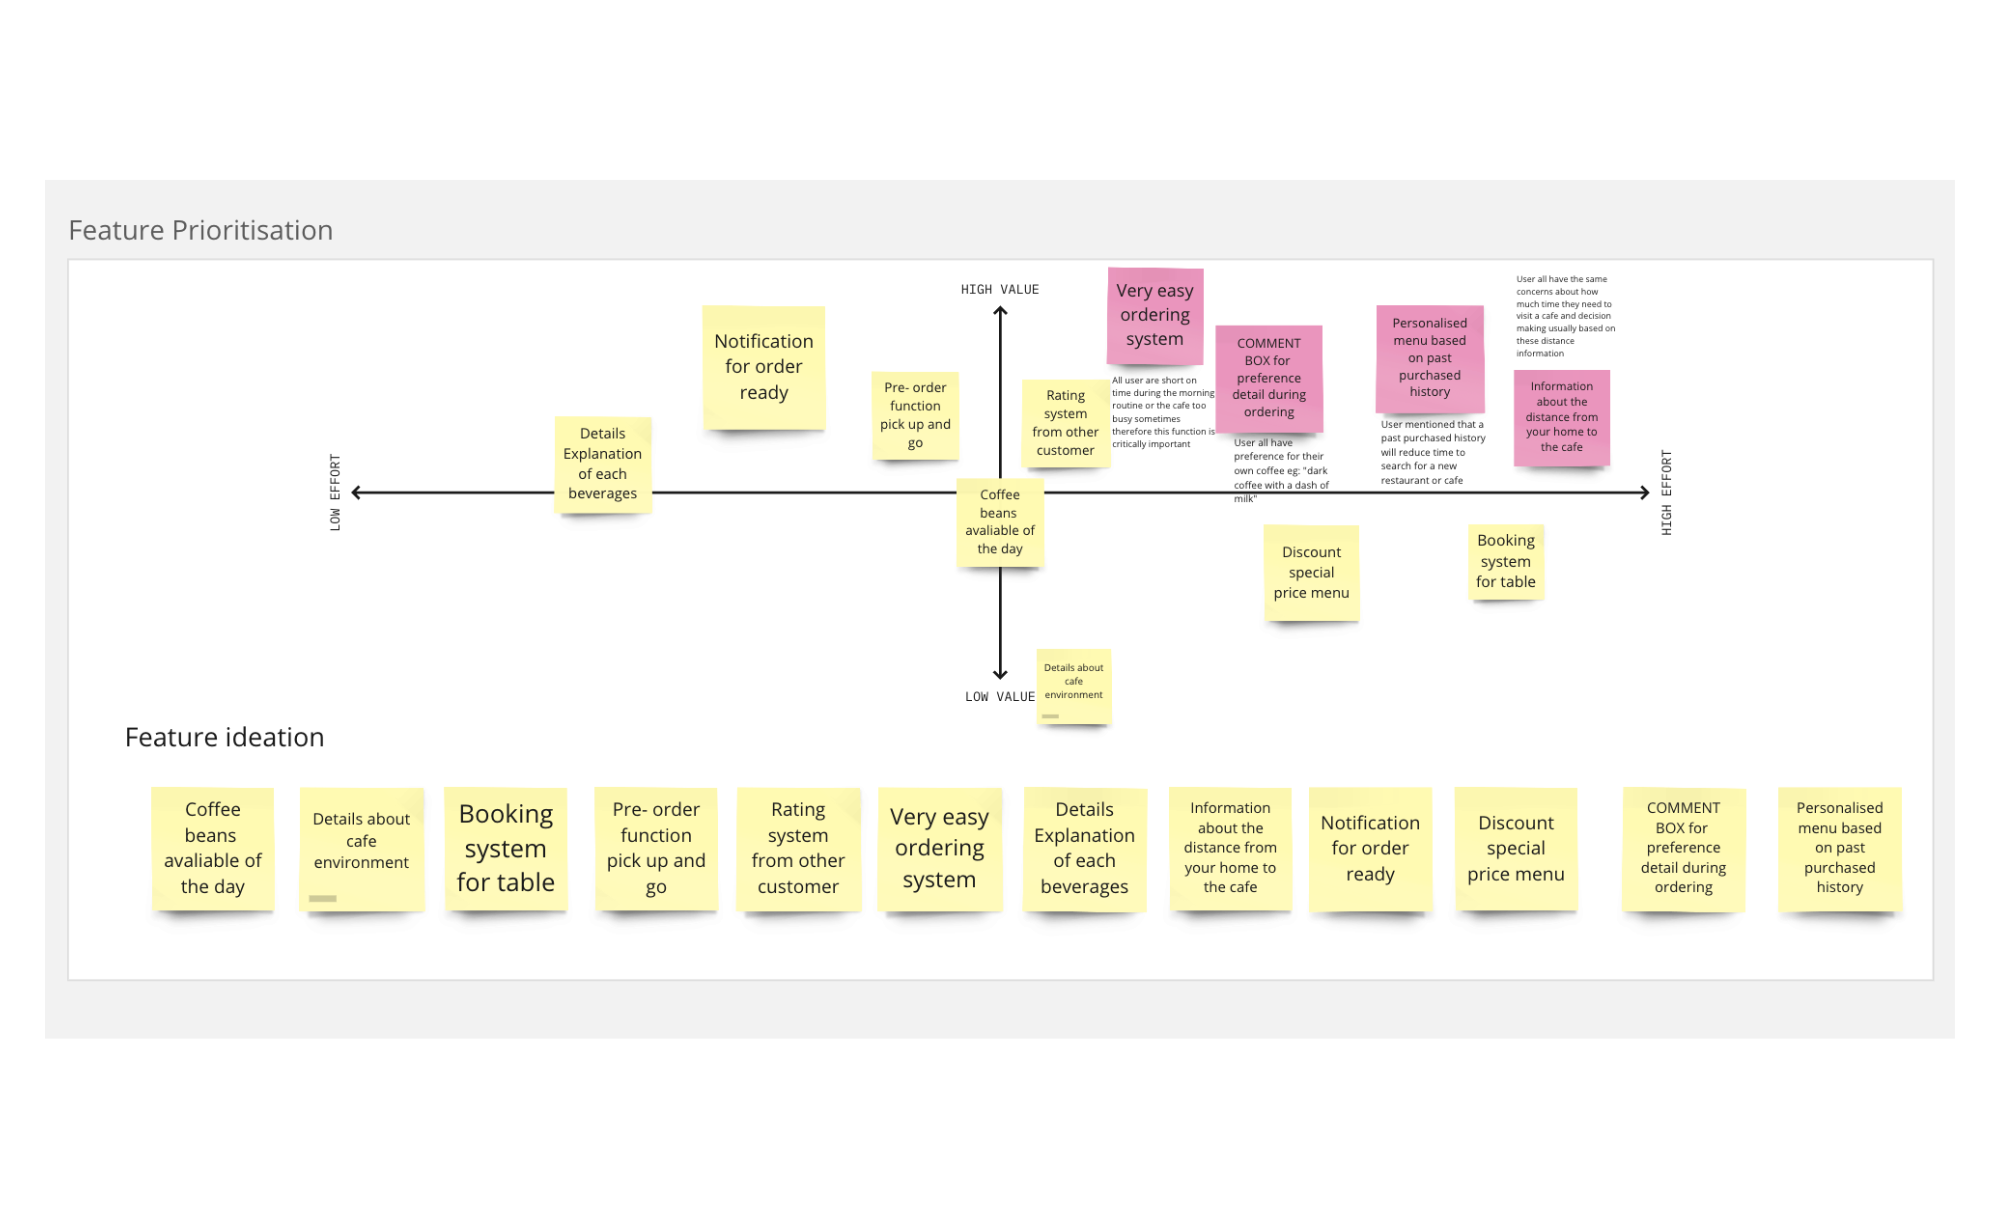 Feature Prioritisation
HIGH VALUE
Very easy
ordering
system
All user are short on
time during the morning
routine or the cafe too
busy sometimes
therefore this function is
critically important
COMMENT
BOX for
preference
detail during
ordering
User all have
preference for their
own coffee eg: "dark
coffee with a dash of
milk"
Personalised
menu based
on past
purchased
history
User mentioned that a
past purchased history
will reduce time to
search for a new
restaurant or cafe
User all have the same
concerns about how
much time they need to
visit a cafe and decision
making usually based on
these distance
information
Information
about the
distance from
your home to
the cafe
Notification
for order
ready
Pre- order
function
pick up and
go
Rating
system
from other
customer
Details
Explanation
of each
beverages
LOW EFFORT
HIGH EFFORT
Coffee
beans
avaliable of
the day
Discount
special
price menu
Booking
system
for table
Details about
cafe
environment
LOW VALUE
Feature ideation
Coffee
beans
avaliable of
the day
Details about
cafe
environment
Booking
system
for table
Pre- order
function
pick up and
go
Rating
system
from other
customer
Very easy
ordering
system
Details
Explanation
of each
beverages
Information
about the
distance from
your home to
the cafe
Notification
for order
ready
Discount
special
price menu
COMMENT
BOX for
preference
detail during
ordering
Personalised
menu based
on past
purchased
history